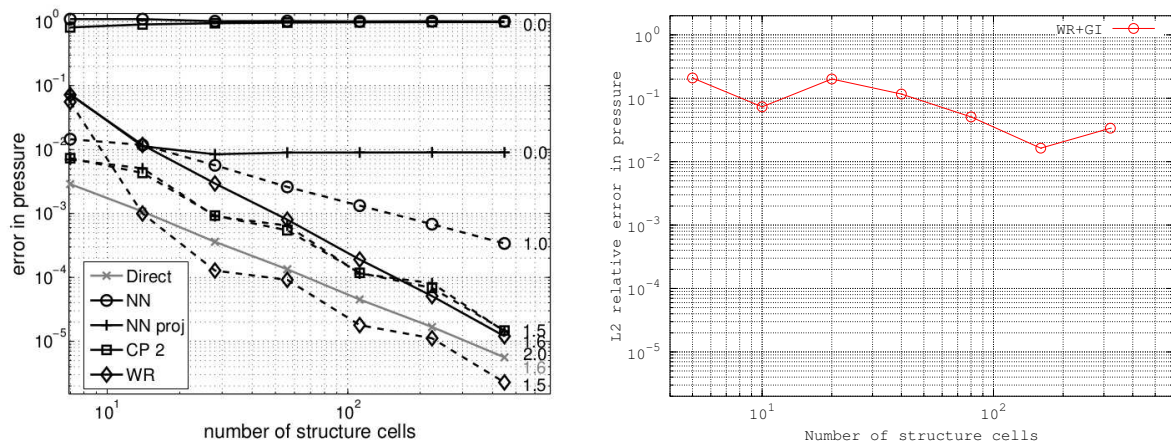 10^0
10^-1
10^-2
10^-3
10^-4
10^-5
error in pressure
0.0
0.0
1.0
1.5
1.6
2.0
1.6
1.5
Direct
NN
NN proj
CP 2
WR
10^1
10^2
number of structure cells
WR+GI
10^0
10^-1
10^-2
10^-3
10^-4
10^-5
L2 relative error in pressure
10^1
10^2
Number of structure cells